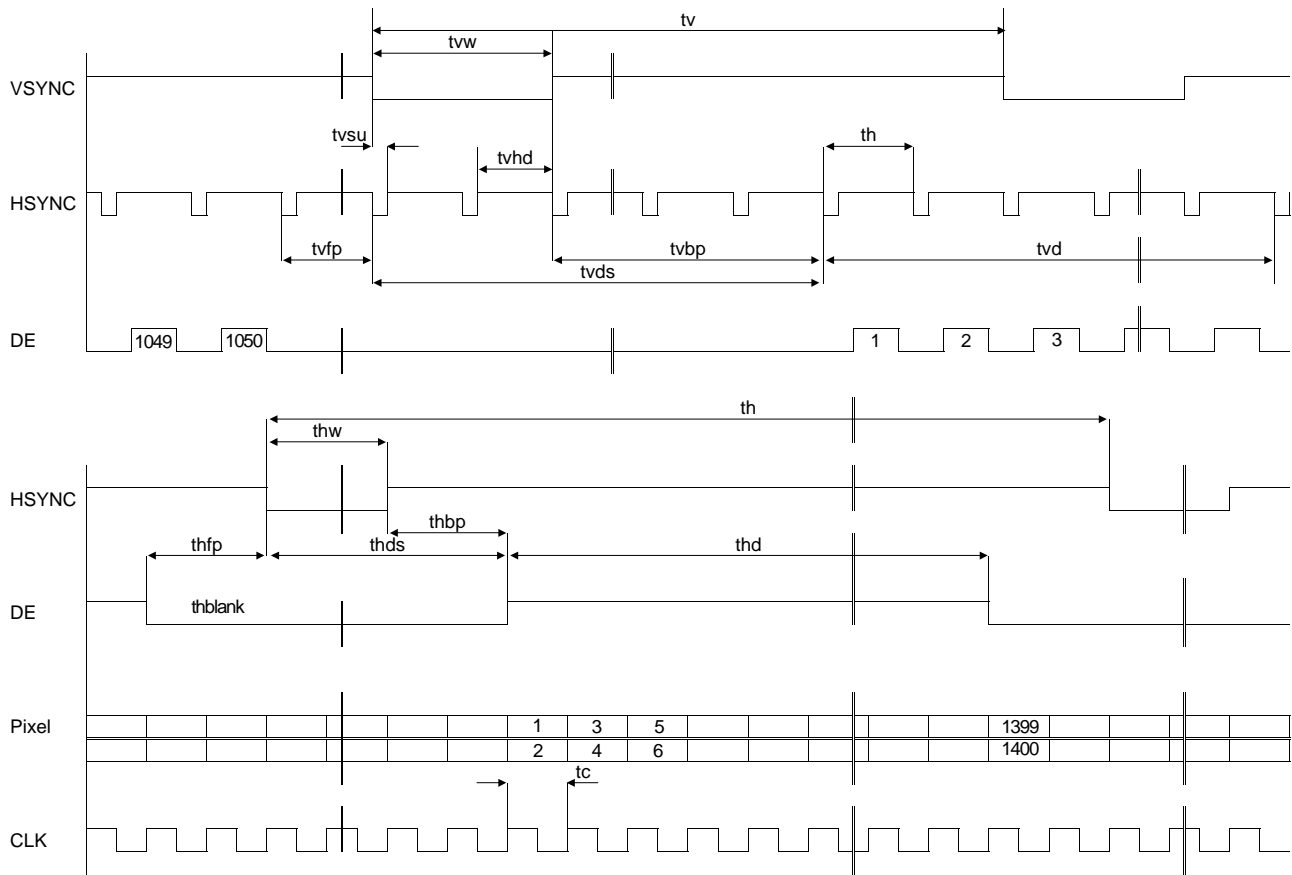 tv
tvw
VSYNC
tvsu
th
tvhd
HSYNC
tvfp
tvbp
tvd
tvds
DE
1049
1050
1
2
3
th
thw
HSYNC
thbp
thfp
thds
thd
thblank
DE
Pixel
1 3 5 1399
2 4 6 1400
tc
CLK